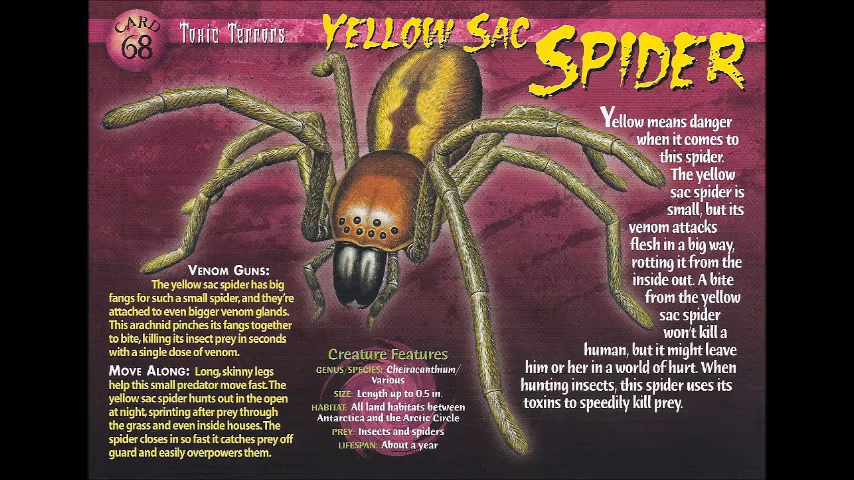 CARD
68
Toxic Terrors
YELLOW SAC
SPIDER
Yellow means danger
when it comes to
this spider.
The yellow
sac spider is
small, but its
venom attacks
flesh in a big way,
rotting it from the
inside out. A bite
from the yellow
sac spider
won't kill a
human, but it might leave
him or her in a world of hurt. When
hunting insects, this spider uses its
toxins to speedily kill prey.
VENOM GUNS:
The yellow sac spider has big
fangs for such a small spider, and they're
attached to even bigger venom glands.
This arachnid pinches its fangs together
to bite, killing its insect prey in seconds
with a single dose of venom.
MOVE ALONG: Long, skinny legs
help this small predator move fast. The
yellow sac spider hunts out in the open
at night, sprinting after prey through
the grass and even inside houses. The
spider closes in so fast it catches prey off
guard and easily overpowers them.
Creature Features
GENUS/SPECIES: Cheiracanthum/
Various
SIZE: Length up to 0.5 in.
HABITAT: All land habitats between
Antarctica and the Arctic Circle
PREY: Insects and spiders
LIFESPAN: About a year